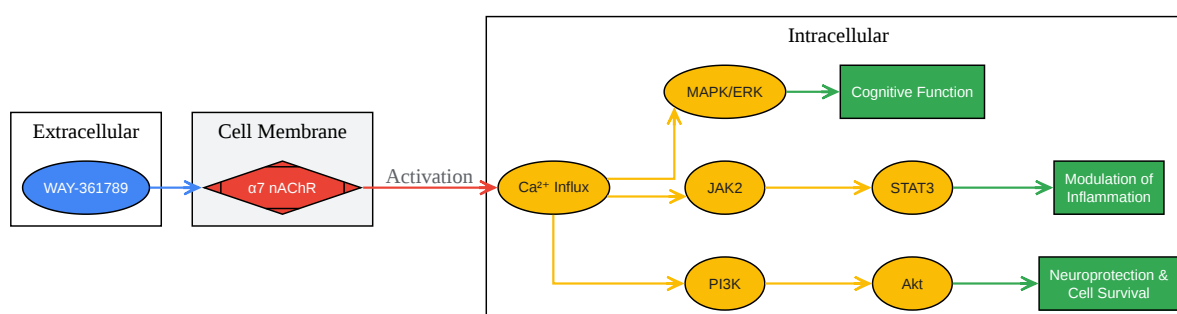 Intracellular
MAPK/ERK
Cognitive Function
Extracellular
Cell Membrane
WAY-361789
α7 nAChR
Activation
Ca²⁺ Influx
JAK2
STAT3
Modulation of
Inflammation
PI3K
Akt
Neuroprotection &
Cell Survival